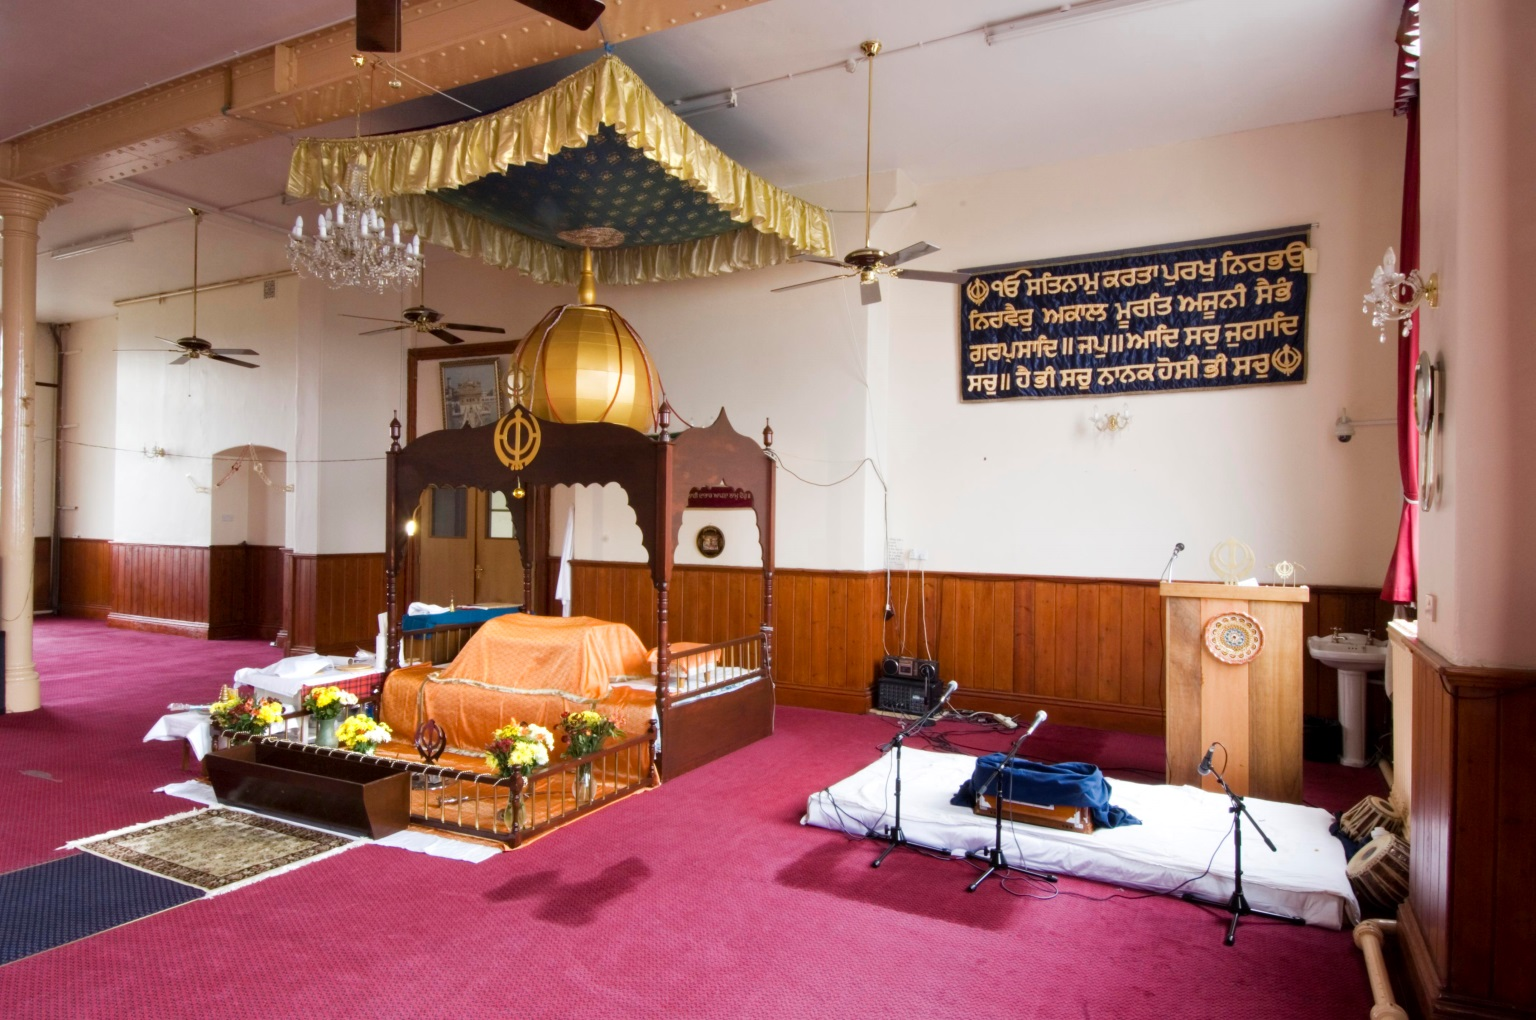 ੴ ਸਤਿਨਾਮੁ ਕਰਤਾ ਪੁਰਖੁ ਨਿਰਭਉ
ਨਿਰਵੈਰੁ ਅਕਾਲ ਮੂਰਤਿ ਅਜੂਨੀ ਸੈਭੰ
ਗੁਰਪ੍ਰਸਾਦਿ॥ ਜਪੁ॥ ਆਦਿ ਸਚੁ ਜੁਗਾਦਿ
ਸਚੁ॥ ਹੈ ਭੀ ਸਚੁ ਨਾਨਕ ਹੋਸੀ ਭੀ ਸਚੁ